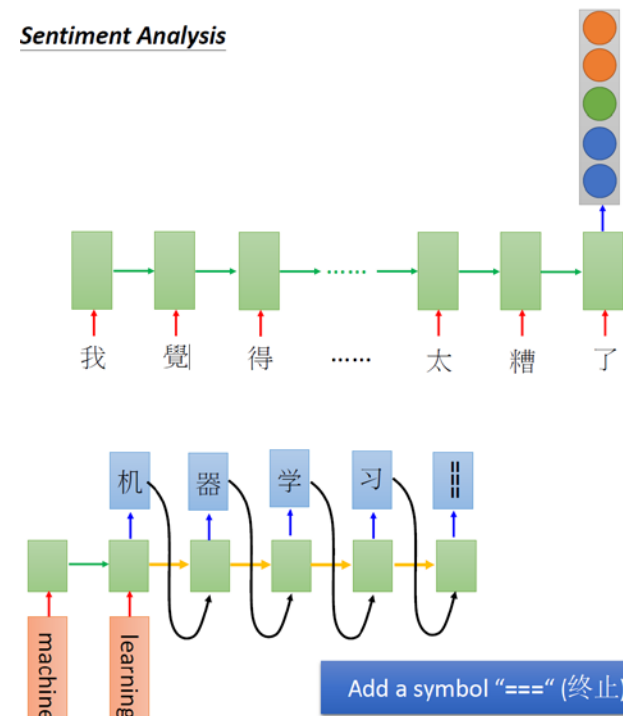 Sentiment Analysis
我 覺 得 …… 太 糟 了
机 器 学 习 ===
machine learning
Add a symbol “===“ (终止)